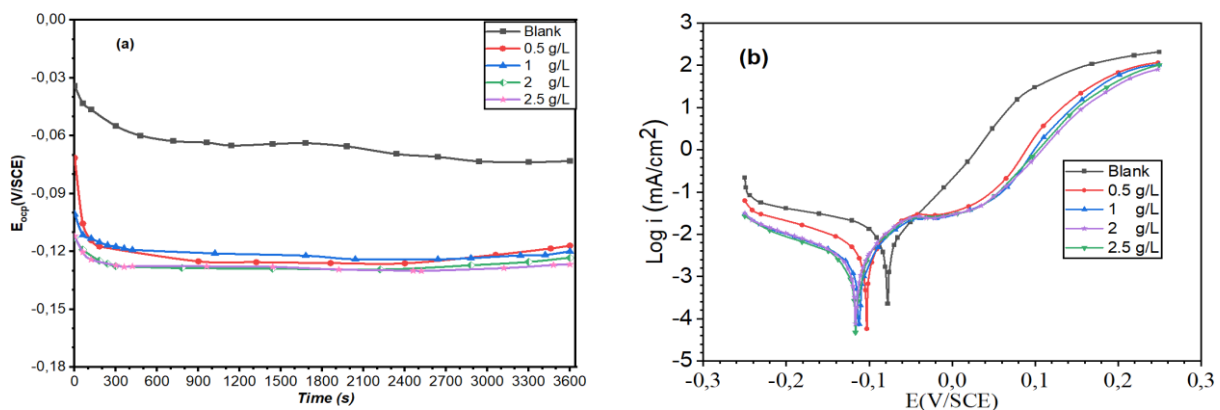 (a)
Blank
0.5 g/L
1 g/L
2 g/L
2.5 g/L
0,00
-0,03
-0,06
-0,09
-0,12
-0,15
-0,18
E_ocp(V/SCE)
0 300 600 900 1200 1500 1800 2100 2400 2700 3000 3300 3600
Time (s)
(b)
Blank
0.5 g/L
1 g/L
2 g/L
2.5 g/L
3
2
1
0
-1
-2
-3
-4
-5
Log i (mA/cm²)
-0,3 -0,2 -0,1 0,0 0,1 0,2 0,3
E(V/SCE)